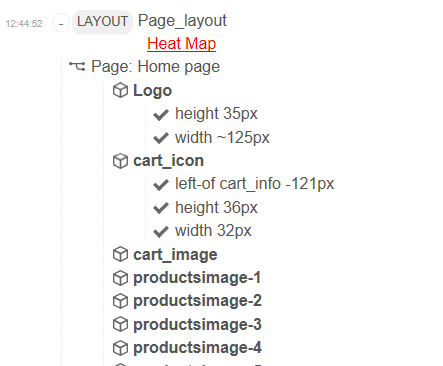 12:44:52 - LAYOUT Page_layout
Heat Map
Page: Home page
Logo
height 35px
width ~125px
cart_icon
left-of cart_info -121px
height 36px
width 32px
cart_image
productsimage-1
productsimage-2
productsimage-3
productsimage-4